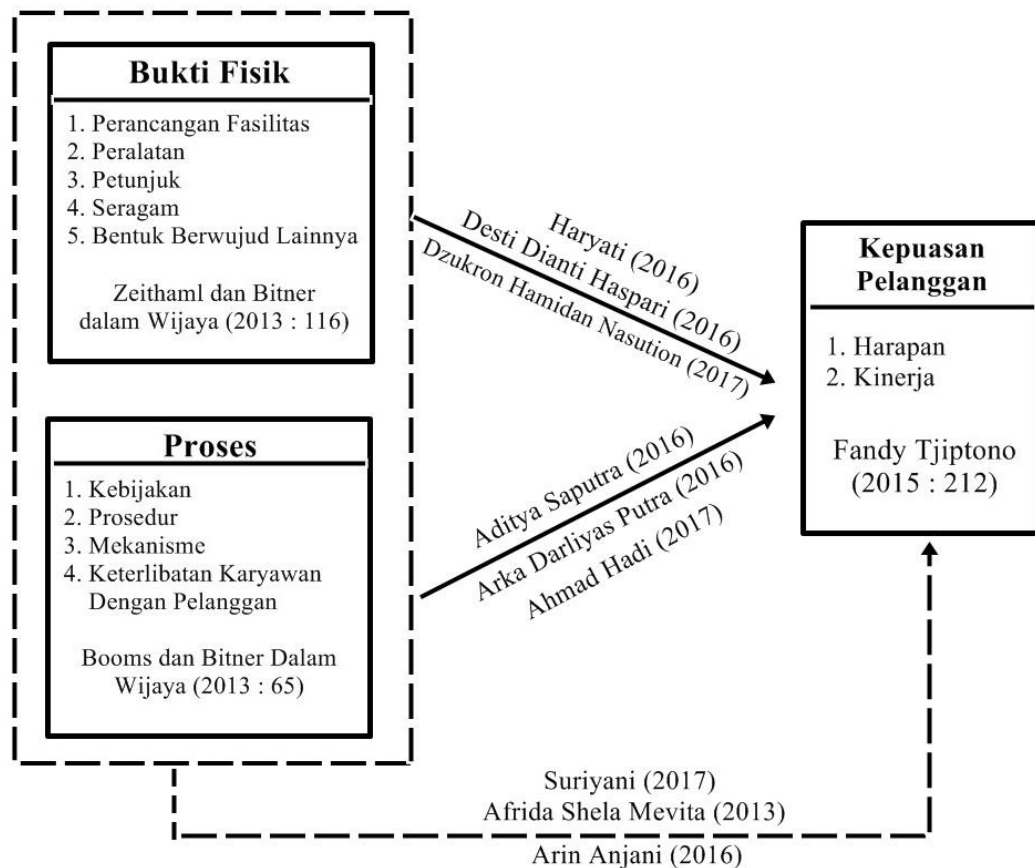 Bukti Fisik
1. Perancangan Fasilitas
2. Peralatan
3. Petunjuk
4. Seragam
5. Bentuk Berwujud Lainnya
Zeithaml dan Bitner
dalam Wijaya (2013 : 116)
Proses
1. Kebijakan
2. Prosedur
3. Mekanisme
4. Keterlibatan Karyawan
Dengan Pelanggan
Booms dan Bitner Dalam
Wijaya (2013 : 65)
Haryati (2016)
Desti Dianti Haspari (2016)
Dzukron Hamidan Nasution (2017)
Aditya Saputra (2016)
Arka Darliyas Putra (2016)
Ahmad Hadi (2017)
Kepuasan
Pelanggan
1. Harapan
2. Kinerja
Fandy Tjiptono
(2015 : 212)
Suriyani (2017)
Afrida Shela Mevita (2013)
Arin Anjani (2016)